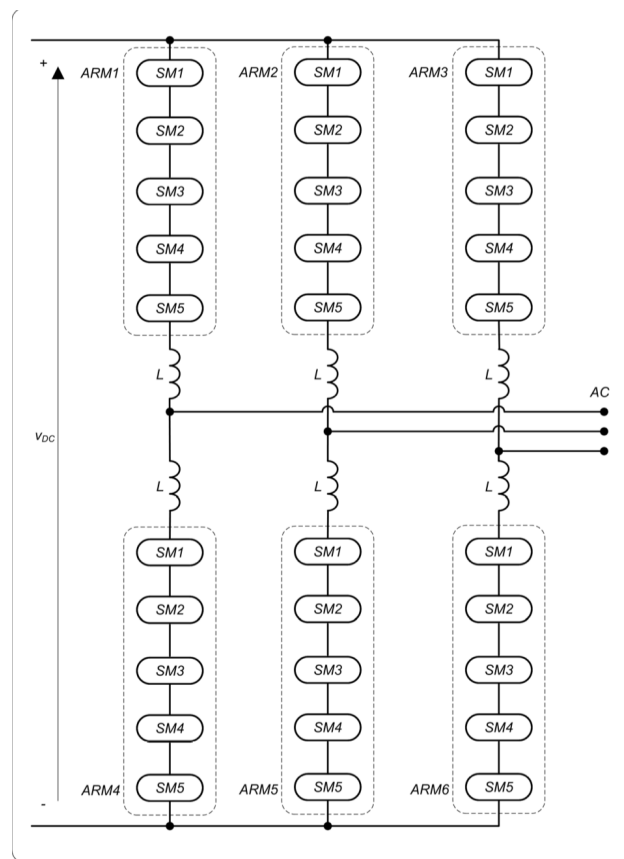 +
ARM1 SM1 ARM2 SM1 ARM3 SM1
SM2 SM2 SM2
SM3 SM3 SM3
SM4 SM4 SM4
SM5 SM5 SM5
L L L
AC
vDC
L L L
SM1 SM1 SM1
SM2 SM2 SM2
SM3 SM3 SM3
SM4 SM4 SM4
ARM4 SM5 ARM5 SM5 ARM6 SM5
-